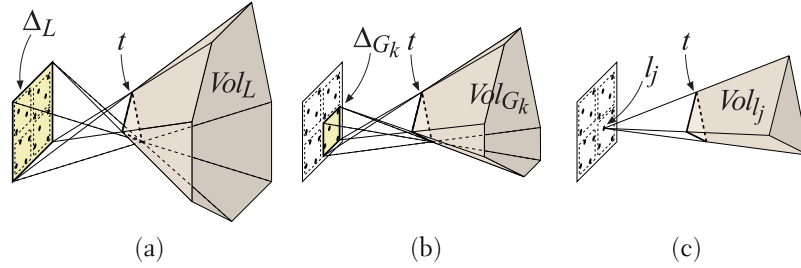 Δ_L t Vol_L
Δ_{G_k} t Vol_{G_k}
l_j t Vol_{l_j}
(a) (b) (c)